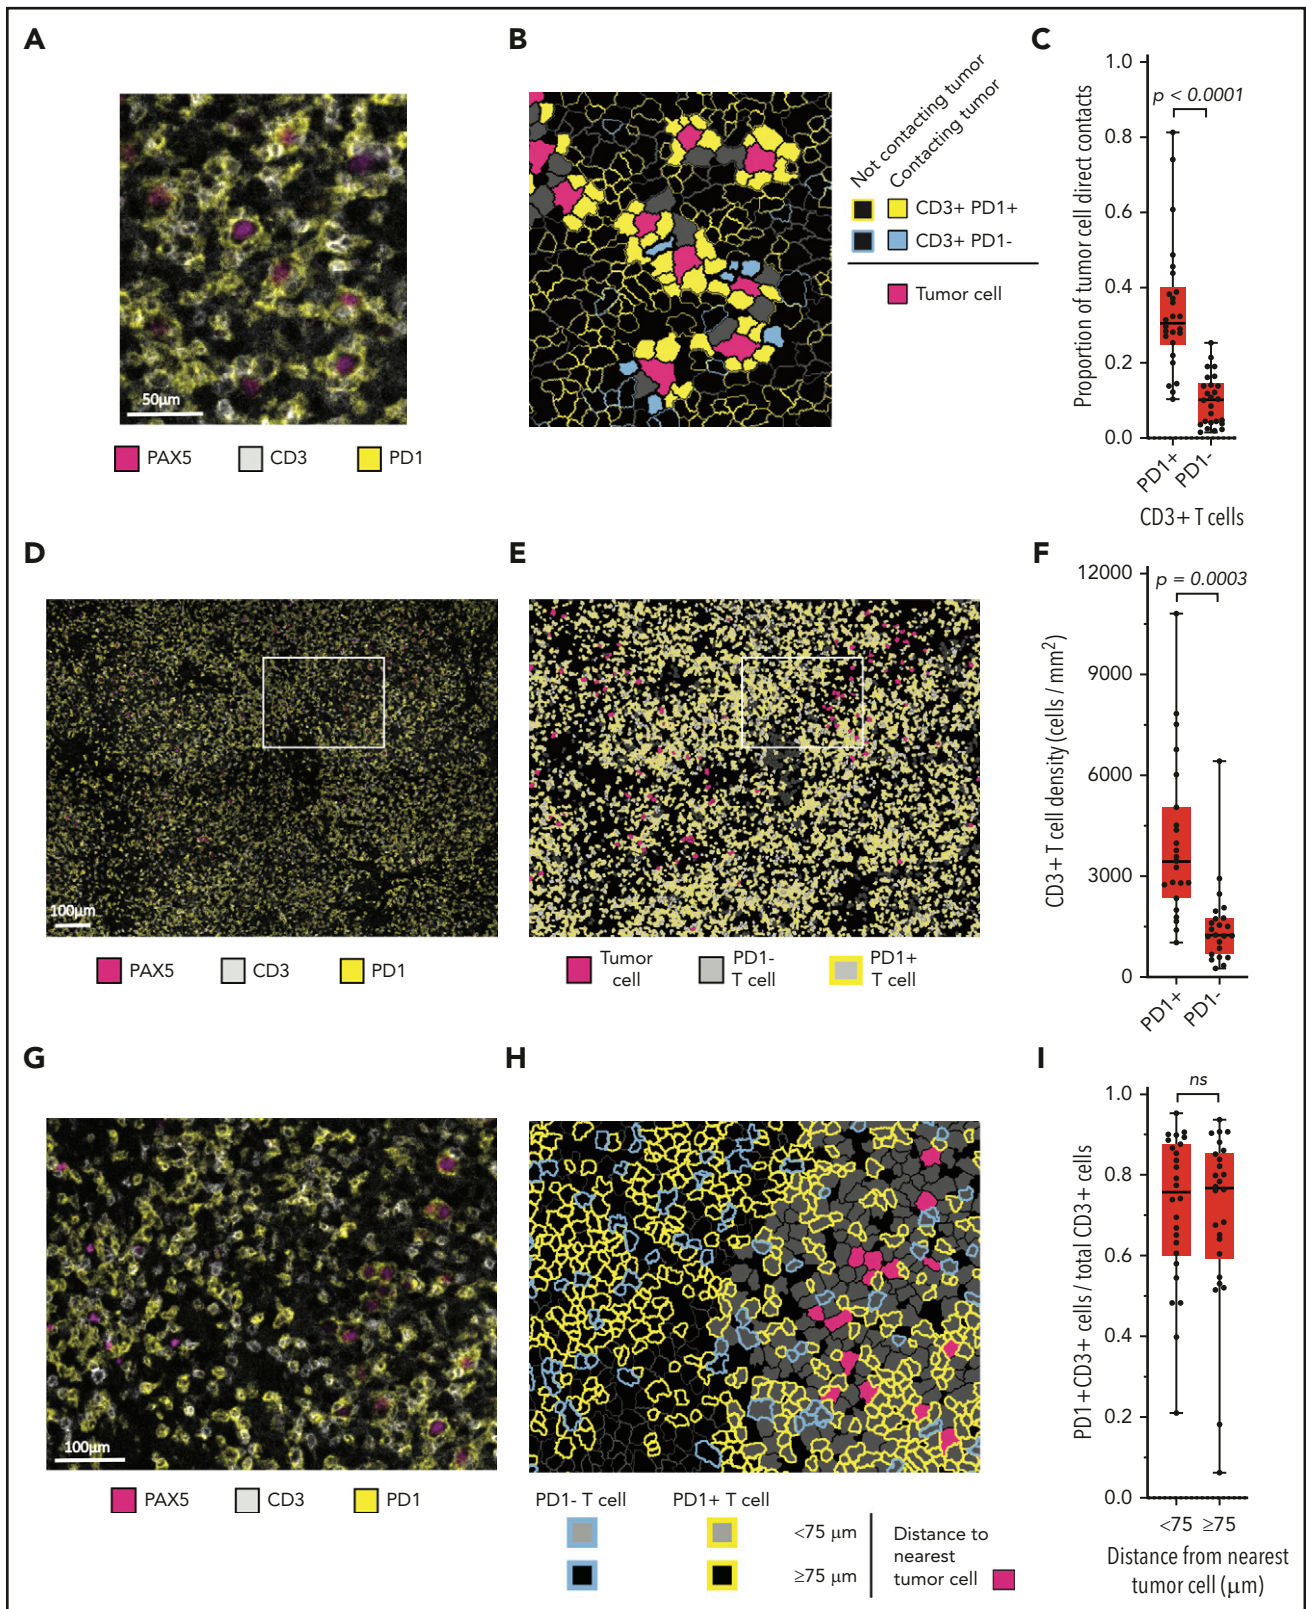 A
B
C
50µm
PAX5
CD3
PD1
Not contacting tumor
Contacting tumor
CD3+ PD1+
CD3+ PD1-
Tumor cell
Proportion of tumor cell direct contacts
1.0
0.8
0.6
0.4
0.2
0.0
p < 0.0001
PD1+
PD1-
CD3+ T cells
D
E
F
100µm
PAX5
CD3
PD1
Tumor
cell
PD1-
T cell
PD1+
T cell
CD3+ T cell density (cells / mm²)
12000
9000
6000
3000
0
p = 0.0003
PD1+
PD1-
G
H
I
100µm
PAX5
CD3
PD1
PD1- T cell
PD1+ T cell
<75 µm
≥75 µm
Distance to
nearest
tumor cell
PD1+CD3+ cells / total CD3+ cells
1.0
0.8
0.6
0.4
0.2
0.0
ns
<75
≥75
Distance from nearest
tumor cell (µm)